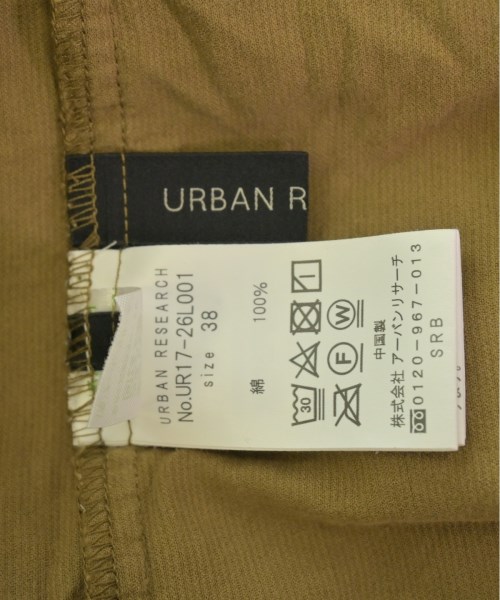 URBAN R
URBAN RESEARCH
No.UR17-26L001
size 38
綿 100%
30
F W
中国製
株式会社 アーバンリサーチ
0120-967-013
SRB